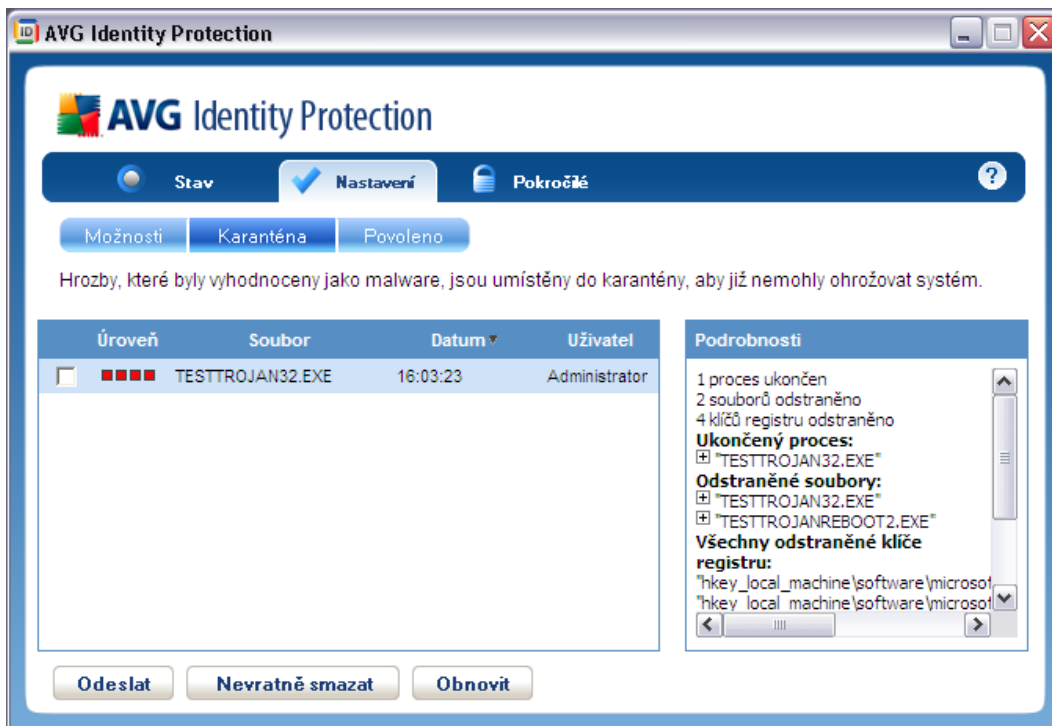 AVG Identity Protection
AVG Identity Protection
Stav Nastavení Pokročilé ?
Možnosti Karanténa Povoleno
Hrozby, které byly vyhodnoceny jako malware, jsou umístěny do karantény, aby již nemohly ohrožovat systém.
Úroveň Soubor Datum Uživatel
TESTTROJAN32.EXE 16:03:23 Administrator
Podrobnosti
1 proces ukončen
2 souborů odstraněno
4 klíčů registru odstraněno
Ukončený proces:
"TESTTROJAN32.EXE"
Odstraněné soubory:
"TESTTROJAN32.EXE"
"TESTTROJANREBOOT2.EXE"
Všechny odstraněné klíče
registru:
"hkey_local_machine\software\microsof
"hkey_local_machine\software\microsof
Odeslat Nevratně smazat Obnovit